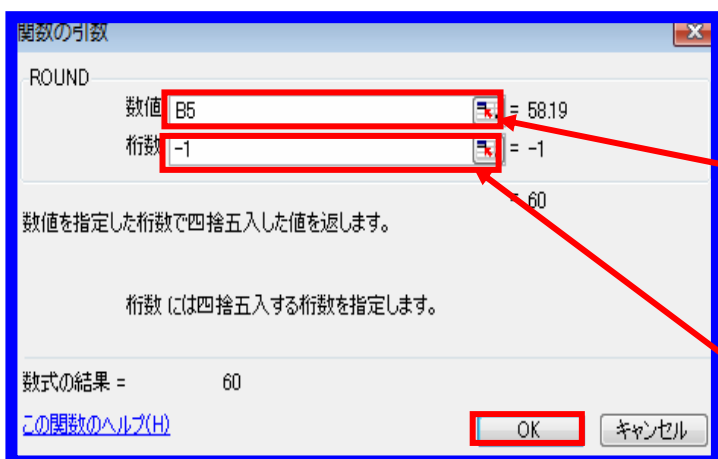 関数の引数
ROUND
数値 B5 = 58.19
桁数 -1 = -1
= 60
数値を指定した桁数で四捨五入した値を返します。
桁数 には四捨五入する桁数を指定します。
数式の結果 = 60
この関数のヘルプ(H)
OK キャンセル